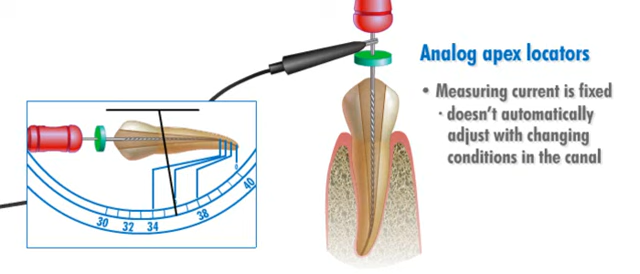 Analog apex locators
• Measuring current is fixed
· doesn't automatically
adjust with changing
conditions in the canal
30 32 34 38 40